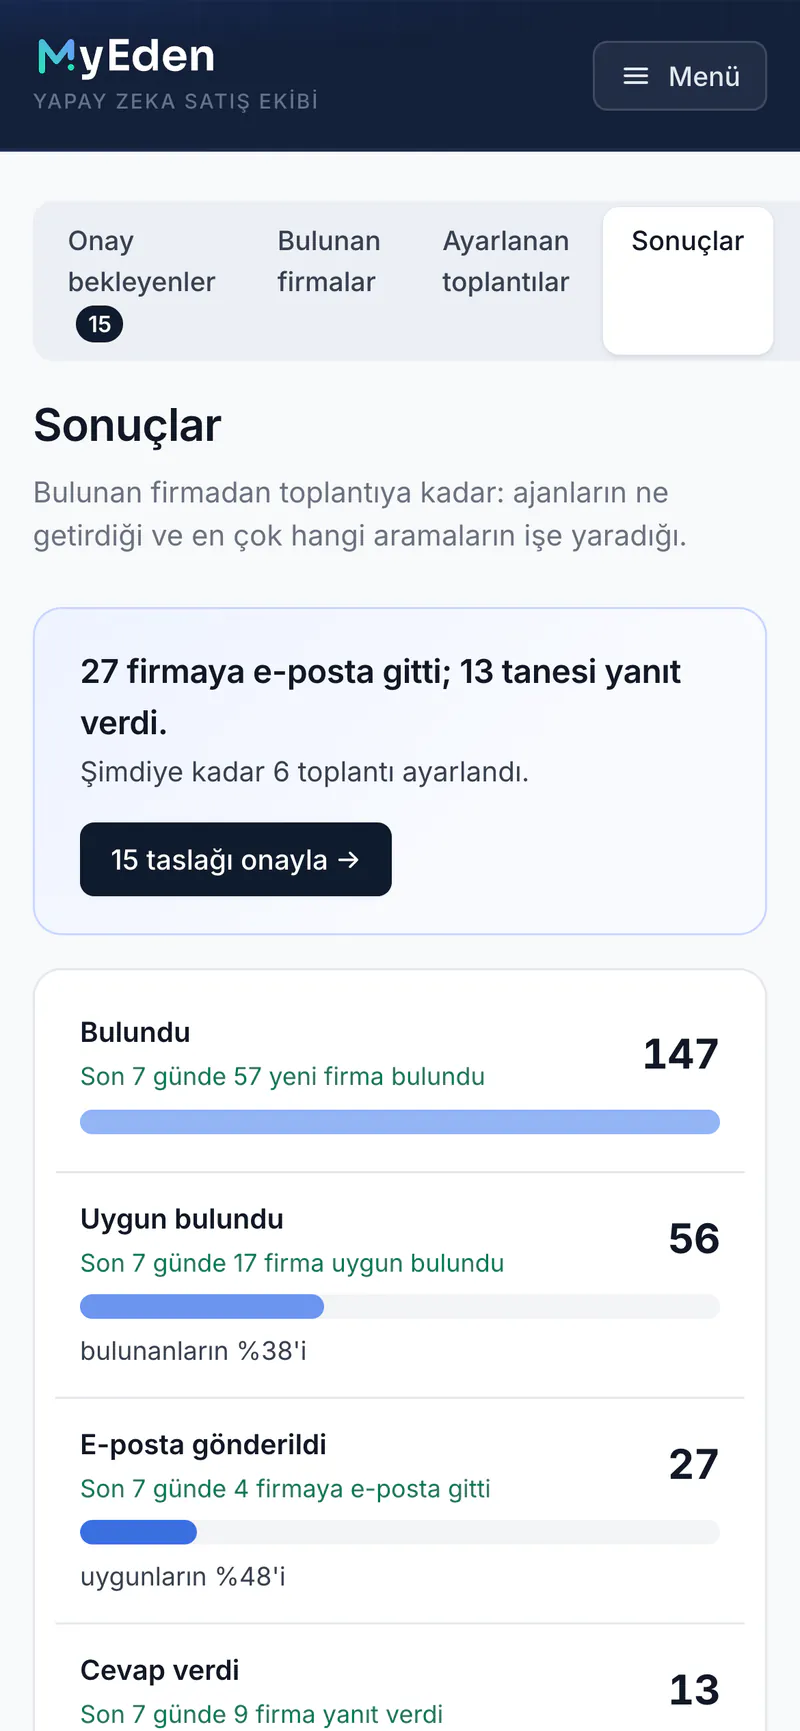 MyEden
YAPAY ZEKA SATIŞ EKİBİ
Menü
Onay
bekleyenler
15
Bulunan
firmalar
Ayarlanan
toplantılar
Sonuçlar
Sonuçlar
Bulunan firmadan toplantıya kadar: ajanların ne
getirdiği ve en çok hangi aramaların işe yaradığı.
27 firmaya e-posta gitti; 13 tanesi yanıt
verdi.
Şimdiye kadar 6 toplantı ayarlandı.
15 taslağı onayla →
Bulundu
147
Son 7 günde 57 yeni firma bulundu
Uygun bulundu
56
Son 7 günde 17 firma uygun bulundu
bulunanların %38'i
E-posta gönderildi
27
Son 7 günde 4 firmaya e-posta gitti
uygunların %48'i
Cevap verdi
13
Son 7 günde 9 firma yanıt verdi